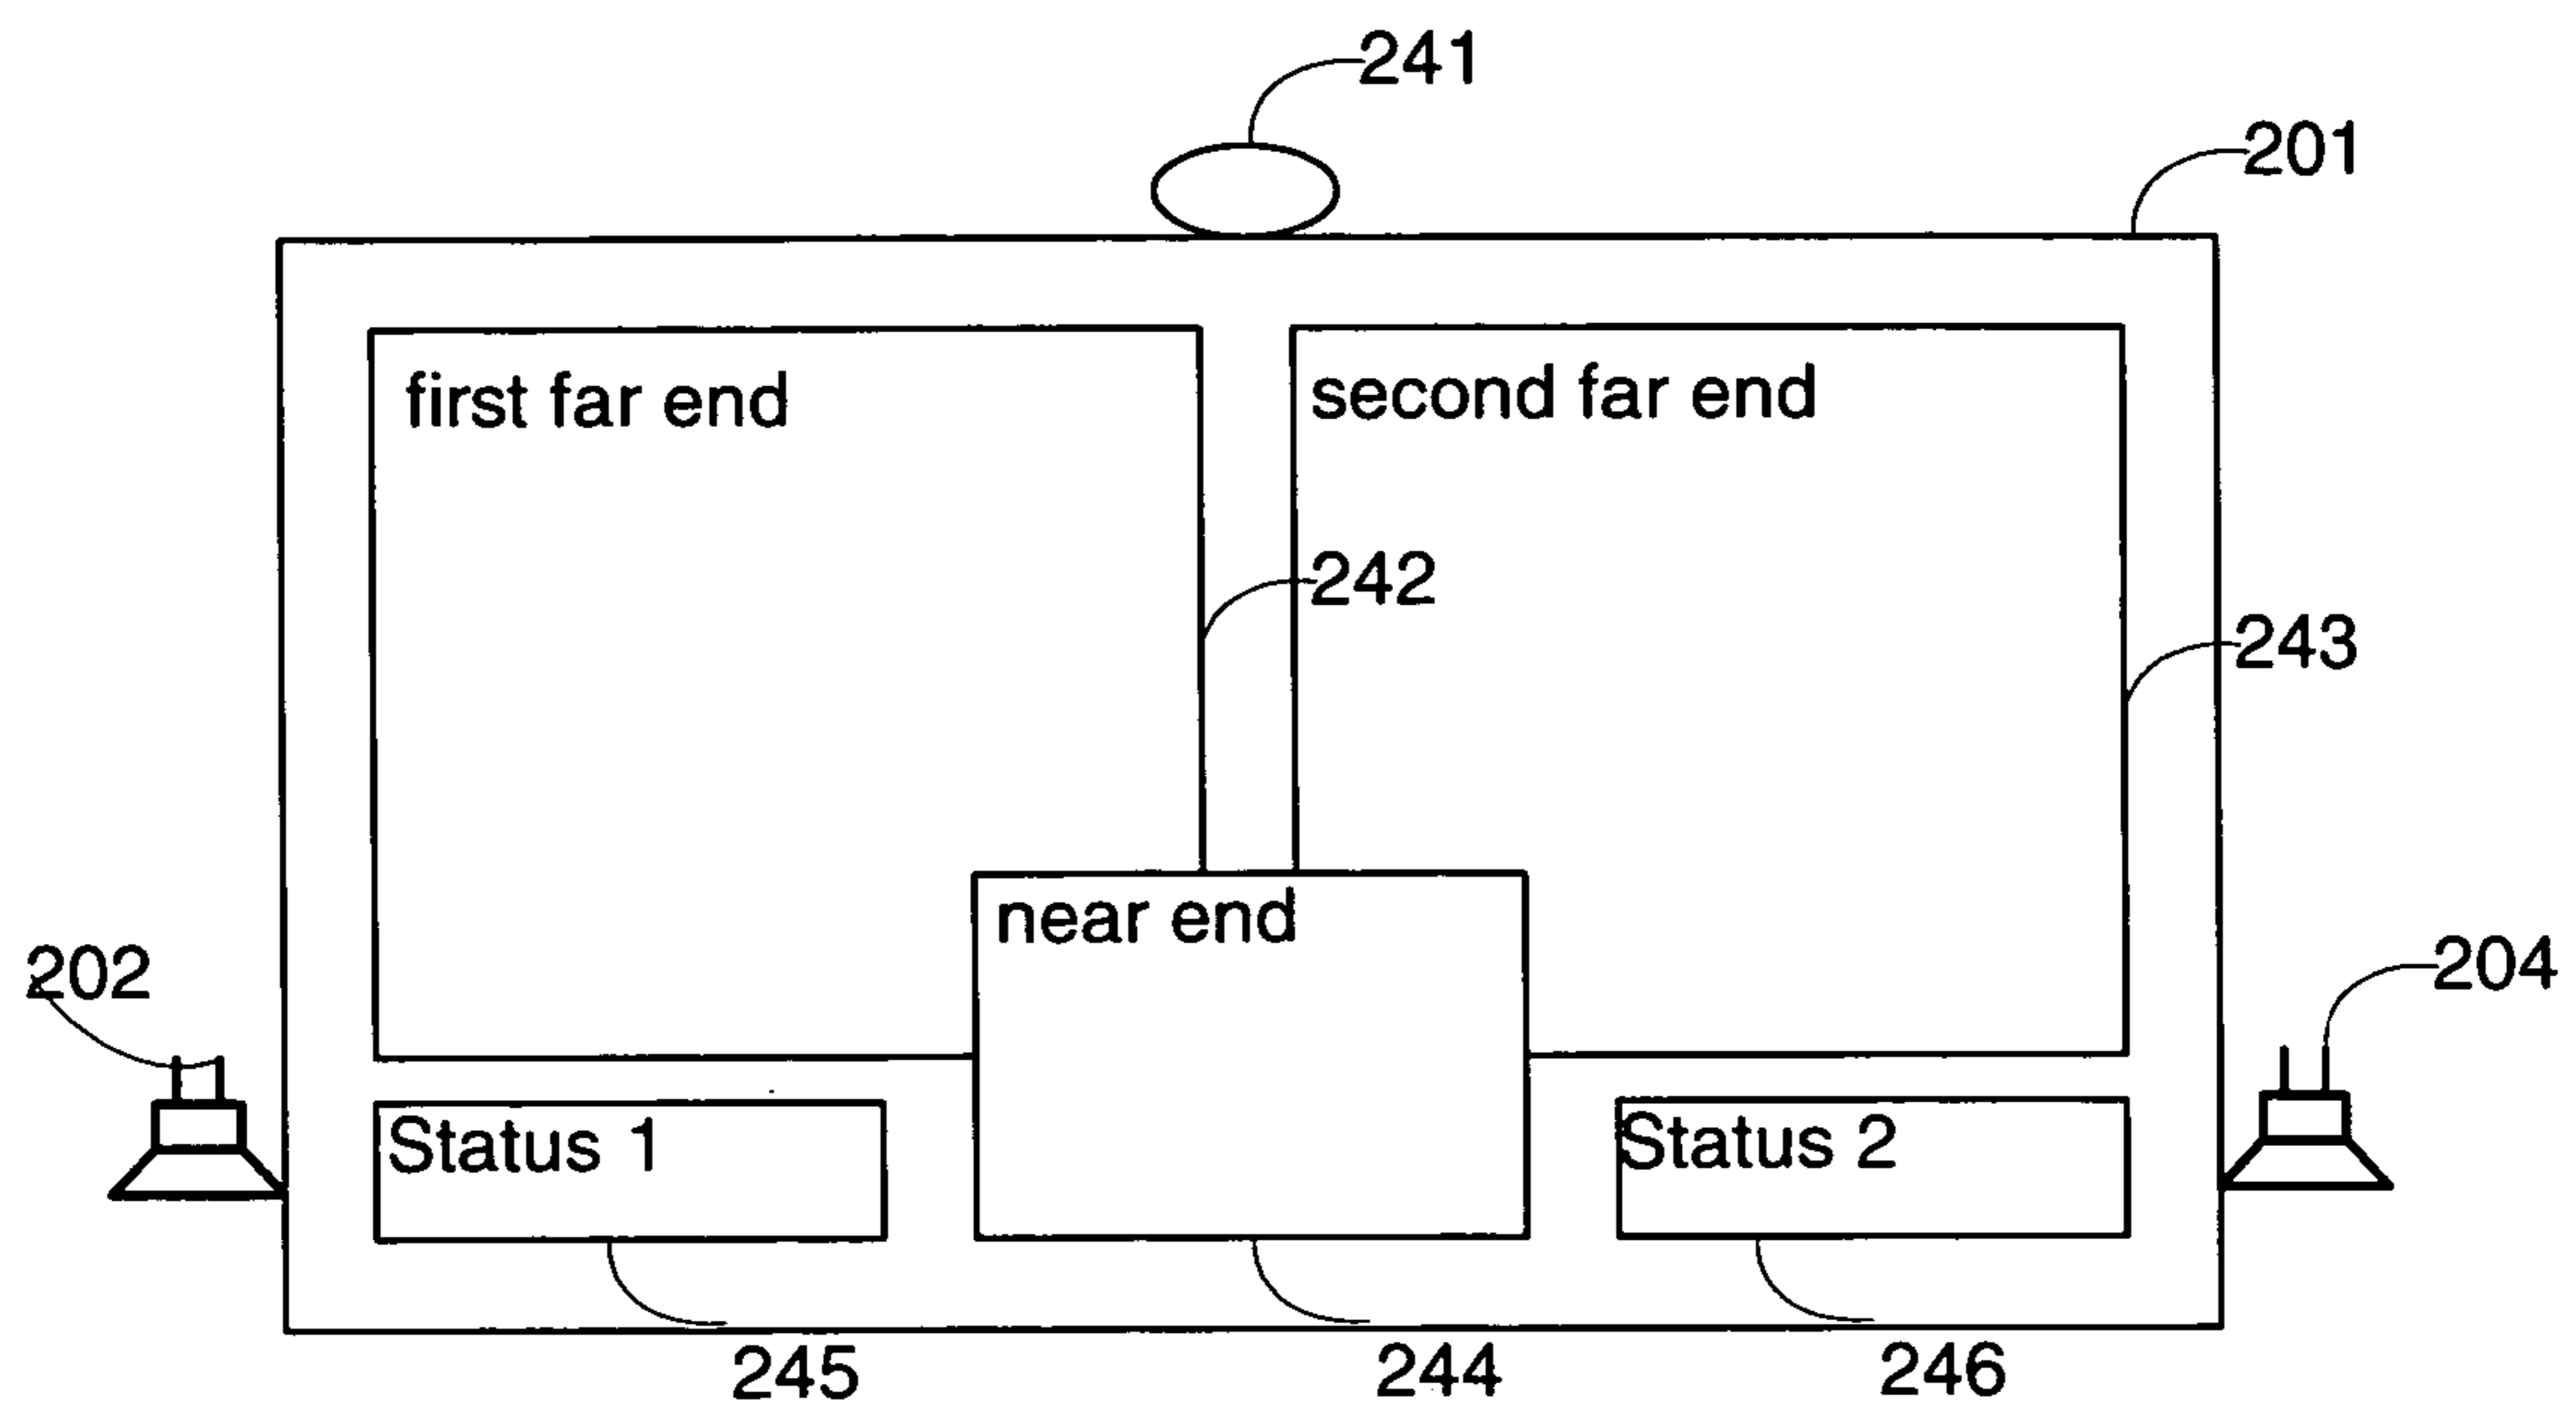 241
201
first far end
second far end
242
243
near end
202
204
Status 1
Status 2
245
244
246